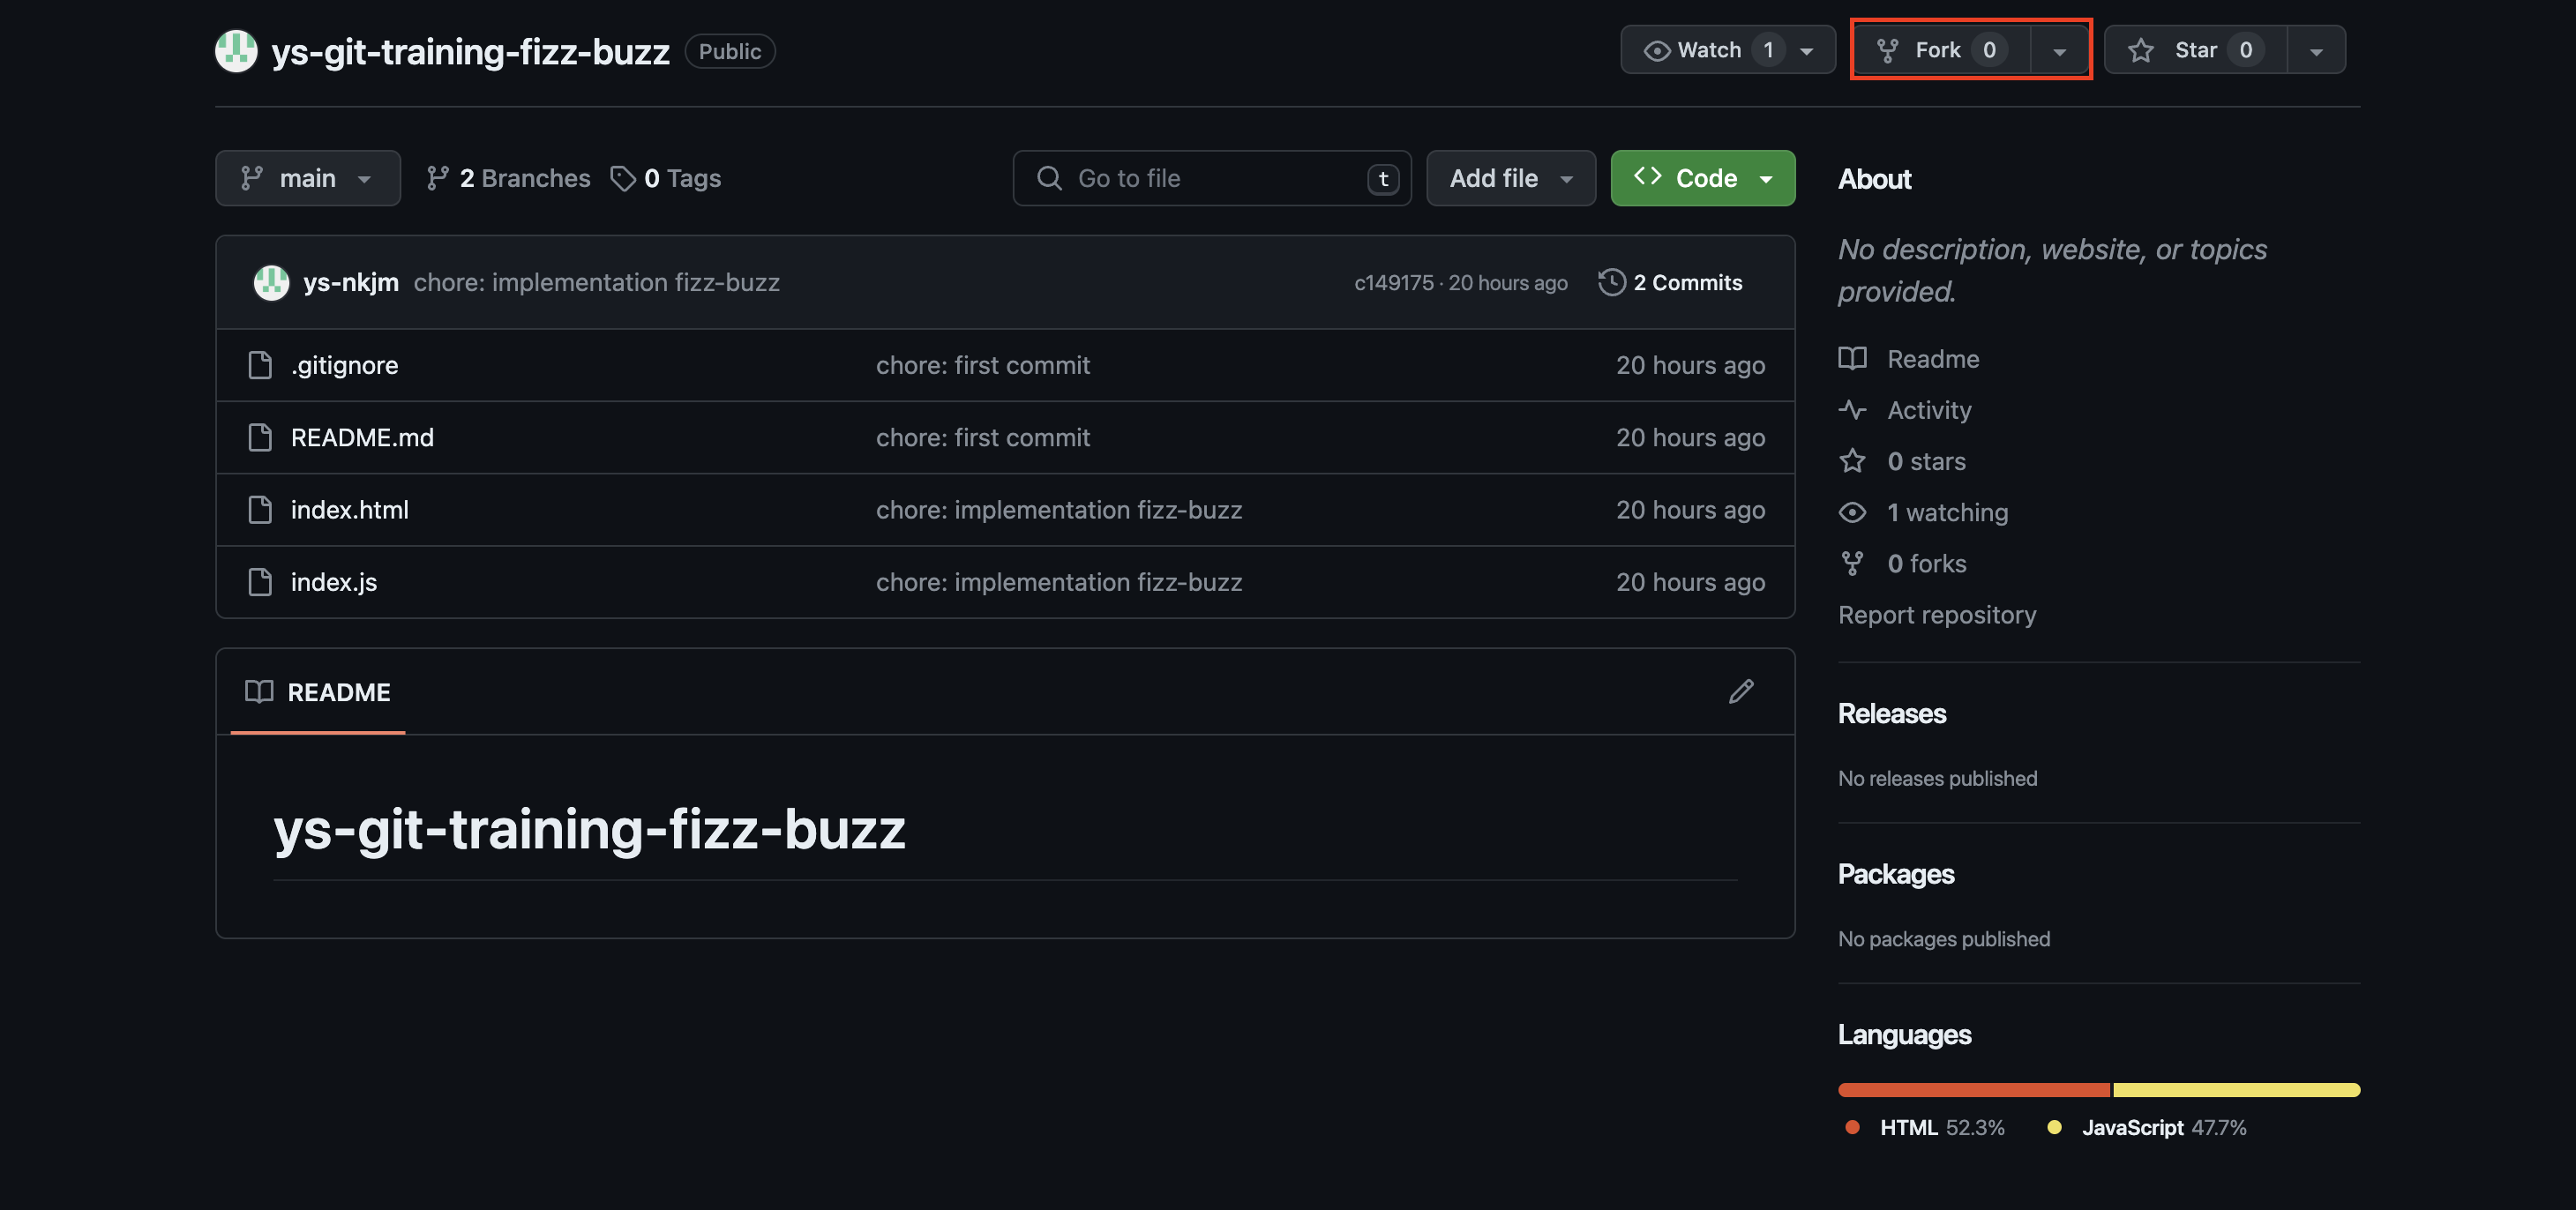 ys-git-training-fizz-buzz Public Watch 1 Fork 0 Star 0
main 2 Branches 0 Tags Go to file t Add file Code
ys-nkjm chore: implementation fizz-buzz c149175 · 20 hours ago 2 Commits
.gitignore chore: first commit 20 hours ago
README.md chore: first commit 20 hours ago
index.html chore: implementation fizz-buzz 20 hours ago
index.js chore: implementation fizz-buzz 20 hours ago
README
ys-git-training-fizz-buzz
About
No description, website, or topics
provided.
Readme
Activity
0 stars
1 watching
0 forks
Report repository
Releases
No releases published
Packages
No packages published
Languages
HTML 52.3% JavaScript 47.7%